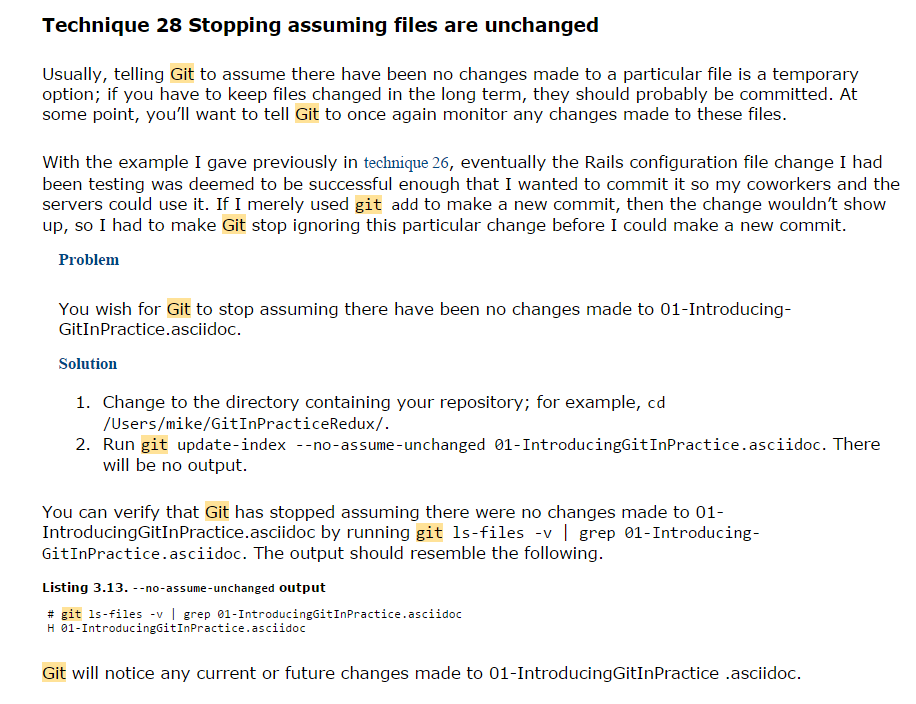 Technique 28 Stopping assuming files are unchanged
Usually, telling Git to assume there have been no changes made to a particular file is a temporary
option; if you have to keep files changed in the long term, they should probably be committed. At
some point, you’ll want to tell Git to once again monitor any changes made to these files.
With the example I gave previously in technique 26, eventually the Rails configuration file change I had
been testing was deemed to be successful enough that I wanted to commit it so my coworkers and the
servers could use it. If I merely used git add to make a new commit, then the change wouldn’t show
up, so I had to make Git stop ignoring this particular change before I could make a new commit.
Problem
You wish for Git to stop assuming there have been no changes made to 01-Introducing-
GitInPractice.asciidoc.
Solution
1. Change to the directory containing your repository; for example, cd
/Users/mike/GitInPracticeRedux/.
2. Run git update-index --no-assume-unchanged 01-IntroducingGitInPractice.asciidoc. There
will be no output.
You can verify that Git has stopped assuming there were no changes made to 01-
IntroducingGitInPractice.asciidoc by running git ls-files -v | grep 01-Introducing-
GitInPractice.asciidoc. The output should resemble the following.
Listing 3.13. --no-assume-unchanged output
# git ls-files -v | grep 01-IntroducingGitInPractice.asciidoc
H 01-IntroducingGitInPractice.asciidoc
Git will notice any current or future changes made to 01-IntroducingGitInPractice .asciidoc.